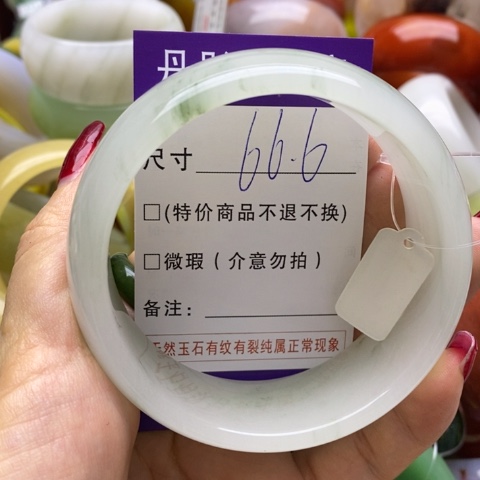 尺寸 66.6
□(特价商品不退不换)
□微瑕(介意勿拍)
备注:
天然玉石有纹有裂纯属正常现象